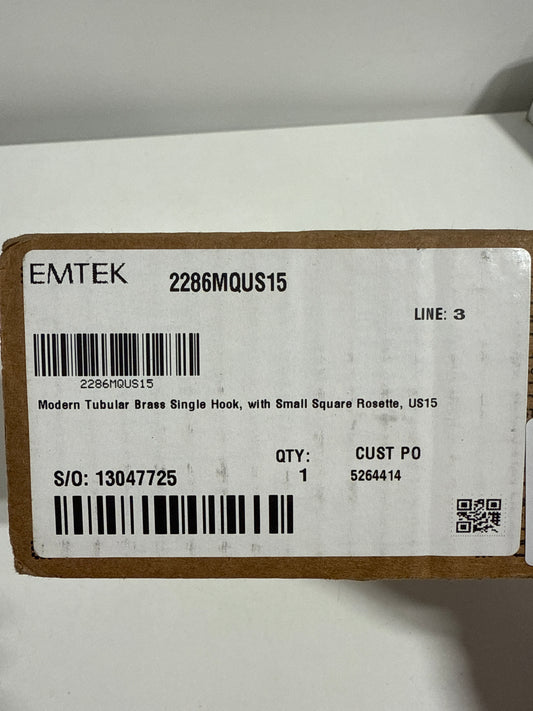 EMTEK 2286MQUS15
LINE: 3
2286MQUS15
Modern Tubular Brass Single Hook, with Small Square Rosette, US15
QTY: CUST PO
S/O: 13047725 1 5264414